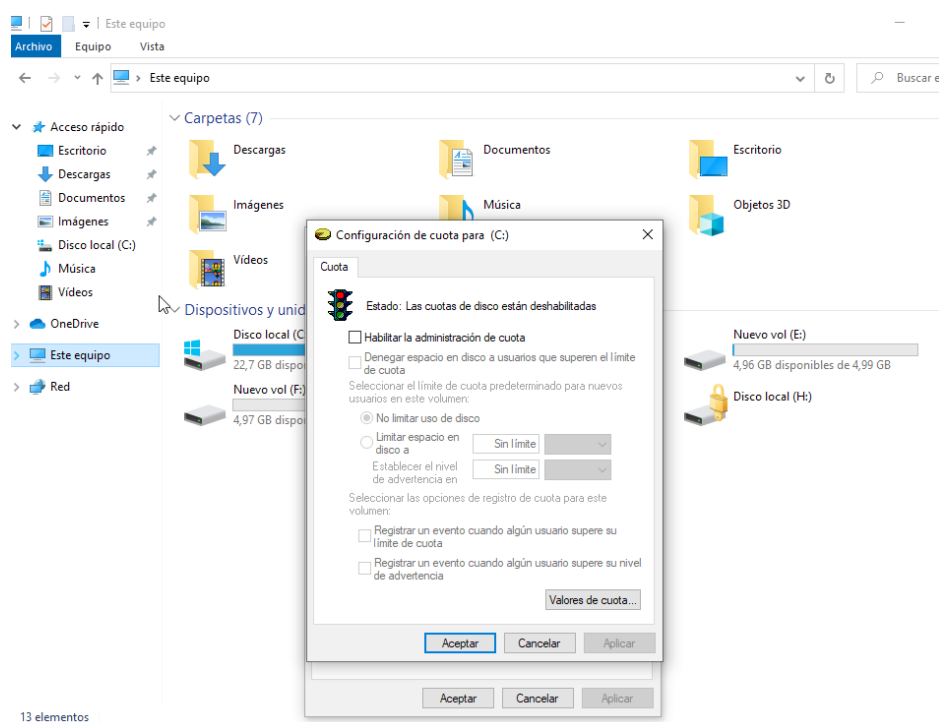 Este equipo
Archivo Equipo Vista
Este equipo
Buscar e
Acceso rápido
Escritorio
Descargas
Documentos
Imágenes
Disco local (C:)
Música
Vídeos
OneDrive
Este equipo
Red
Carpetas (7)
Descargas
Documentos
Escritorio
Imágenes
Música
Objetos 3D
Vídeos
Dispositivos y unid
Disco local (C
22,7 GB dispo
Nuevo vol (E:)
4,96 GB disponibles de 4,99 GB
Nuevo vol (F:)
4,97 GB dispo
Disco local (H:)
Configuración de cuota para (C:)
Cuota
Estado: Las cuotas de disco están deshabilitadas
Habilitar la administración de cuota
Denegar espacio en disco a usuarios que superen el límite
de cuota
Seleccionar el límite de cuota predeterminado para nuevos
usuarios en este volumen:
No limitar uso de disco
Limitar espacio en
disco a
Sin límite
Establecer el nivel
de advertencia en
Sin límite
Seleccionar las opciones de registro de cuota para este
volumen:
Registrar un evento cuando algún usuario supere su
límite de cuota
Registrar un evento cuando algún usuario supere su nivel
de advertencia
Valores de cuota...
Aceptar Cancelar Aplicar
Aceptar Cancelar Aplicar
13 elementos